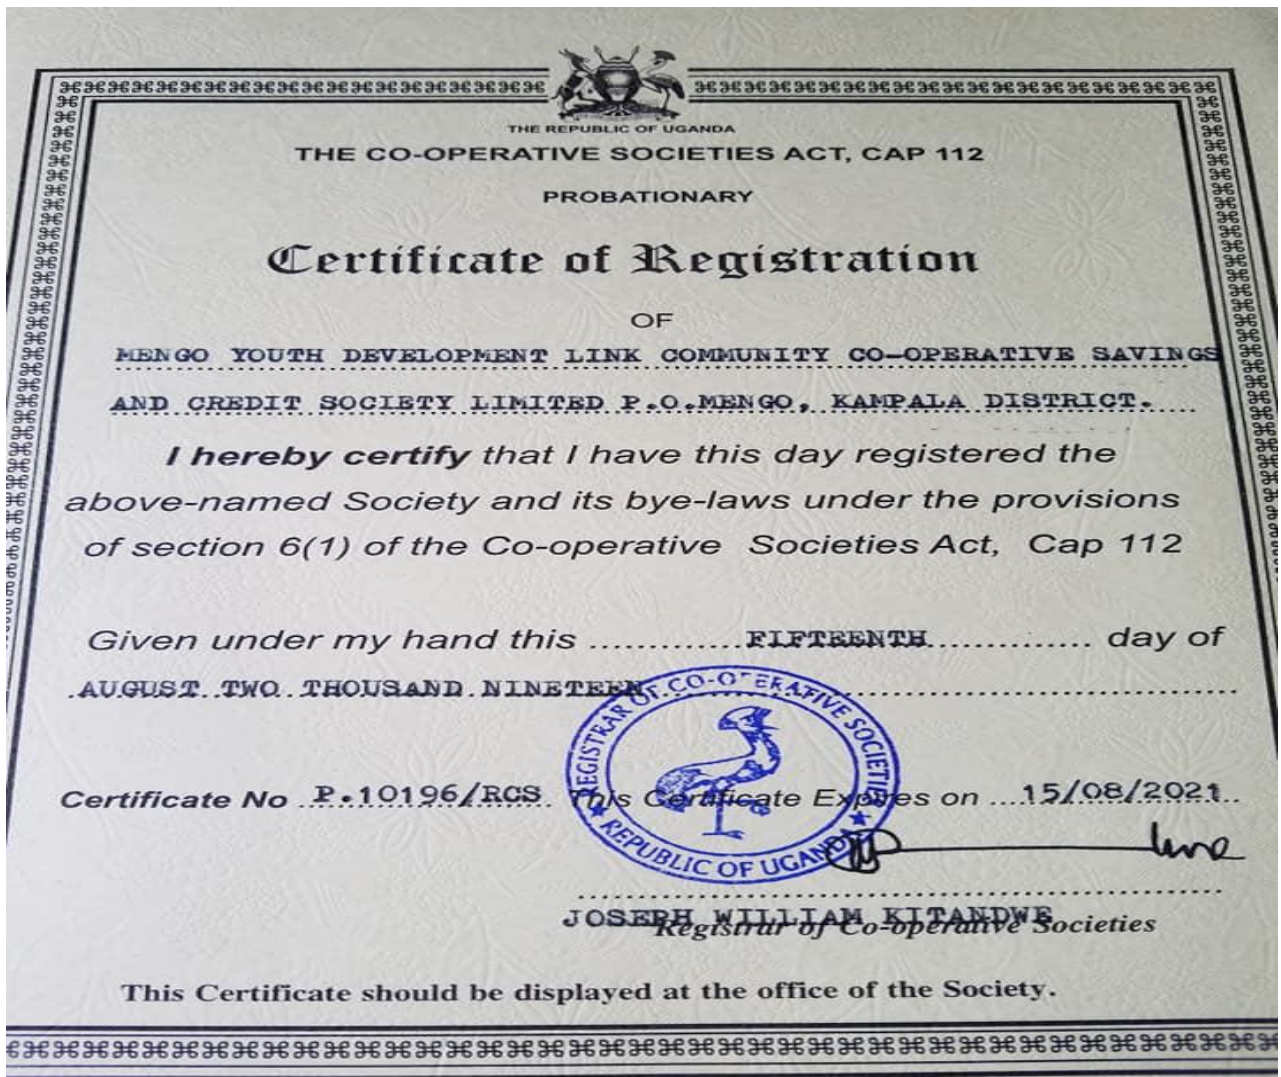 THE REPUBLIC OF UGANDA
THE CO-OPERATIVE SOCIETIES ACT, CAP 112
PROBATIONARY
Certificate of Registration
OF
MENGO YOUTH DEVELOPMENT LINK COMMUNITY CO-OPERATIVE SAVINGS
AND CREDIT SOCIETY LIMITED P.O.MENGO, KAMPALA DISTRICT.
I hereby certify that I have this day registered the
above-named Society and its bye-laws under the provisions
of section 6(1) of the Co-operative Societies Act, Cap 112
Given under my hand this ............FIFTEENTH............ day of
AUGUST TWO THOUSAND NINETEEN
REGISTRAR OF CO-OPERATIVE SOCIETIES
★ REPUBLIC OF UGANDA ★
Certificate No P.10196/RCS This Certificate Expires on ...15/08/2021..
JOSEPH WILLIAM KITANDWE
Registrar of Co-operative Societies
This Certificate should be displayed at the office of the Society.